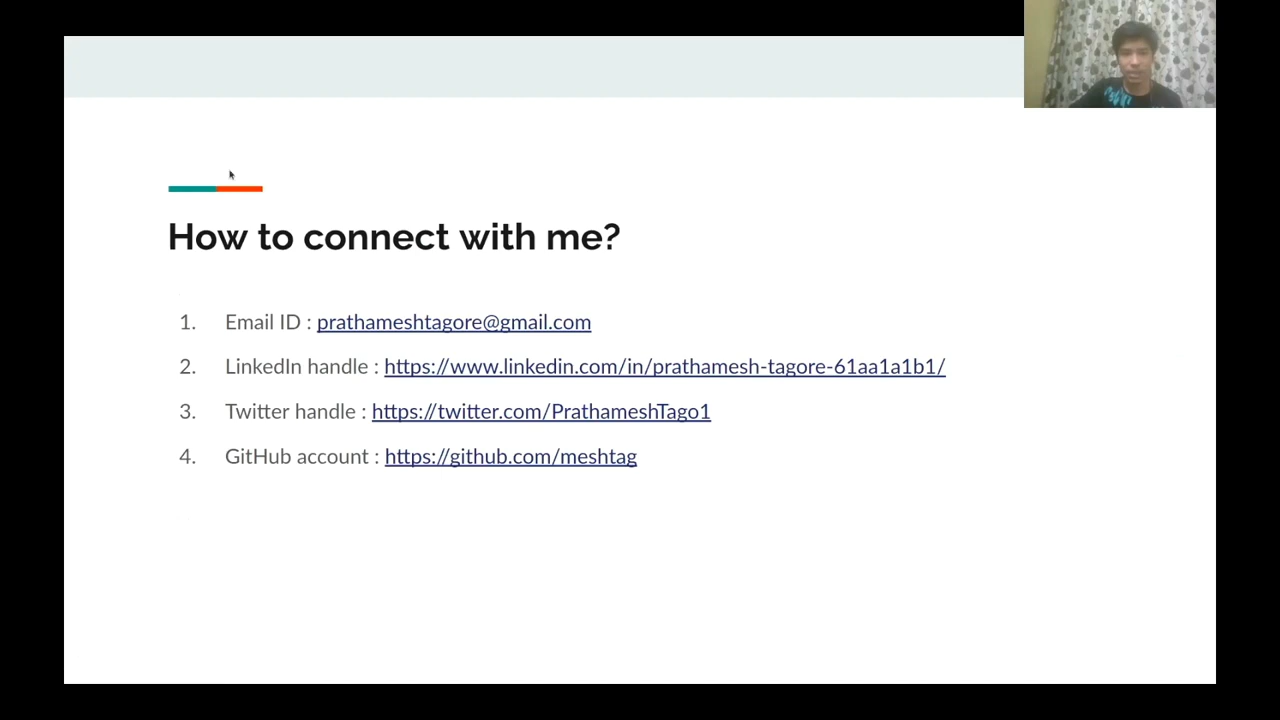 How to connect with me?
1. Email ID : prathameshtagore@gmail.com
2. LinkedIn handle : https://www.linkedin.com/in/prathamesh-tagore-61aa1a1b1/
3. Twitter handle : https://twitter.com/PrathameshTago1
4. GitHub account : https://github.com/meshtag